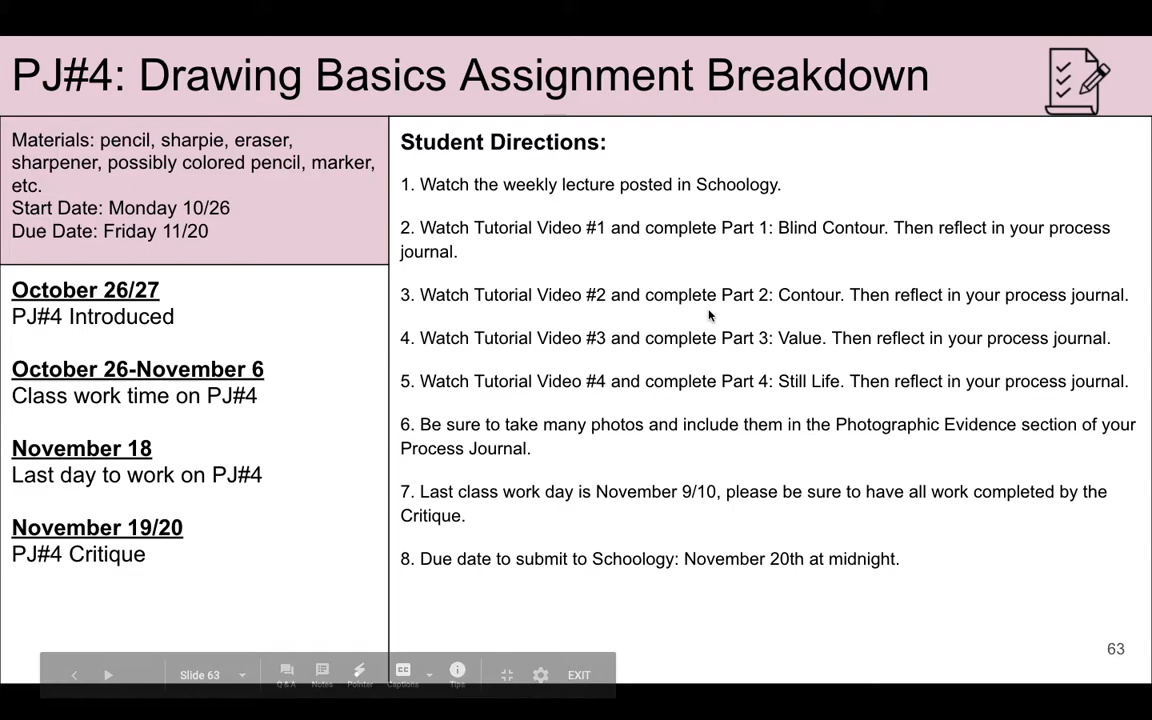 PJ#4: Drawing Basics Assignment Breakdown
Materials: pencil, sharpie, eraser,
sharpener, possibly colored pencil, marker,
etc.
Start Date: Monday 10/26
Due Date: Friday 11/20
October 26/27
PJ#4 Introduced
October 26-November 6
Class work time on PJ#4
November 18
Last day to work on PJ#4
November 19/20
PJ#4 Critique
Student Directions:
1. Watch the weekly lecture posted in Schoology.
2. Watch Tutorial Video #1 and complete Part 1: Blind Contour. Then reflect in your process
journal.
3. Watch Tutorial Video #2 and complete Part 2: Contour. Then reflect in your process journal.
4. Watch Tutorial Video #3 and complete Part 3: Value. Then reflect in your process journal.
5. Watch Tutorial Video #4 and complete Part 4: Still Life. Then reflect in your process journal.
6. Be sure to take many photos and include them in the Photographic Evidence section of your
Process Journal.
7. Last class work day is November 9/10, please be sure to have all work completed by the
Critique.
8. Due date to submit to Schoology: November 20th at midnight.
63
Slide 63
Q & A
Notes
Pointer
CC
Captions
Tips
EXIT